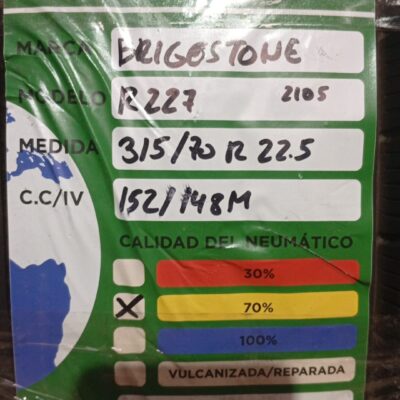 MARCA BRIGOSTONE
MODELO R227 2105
MEDIDA 315/70 R 22.5
C.C/IV 152/148M
CALIDAD DEL NEUMÁTICO
30%
X 70%
100%
VULCANIZADA/REPARADA